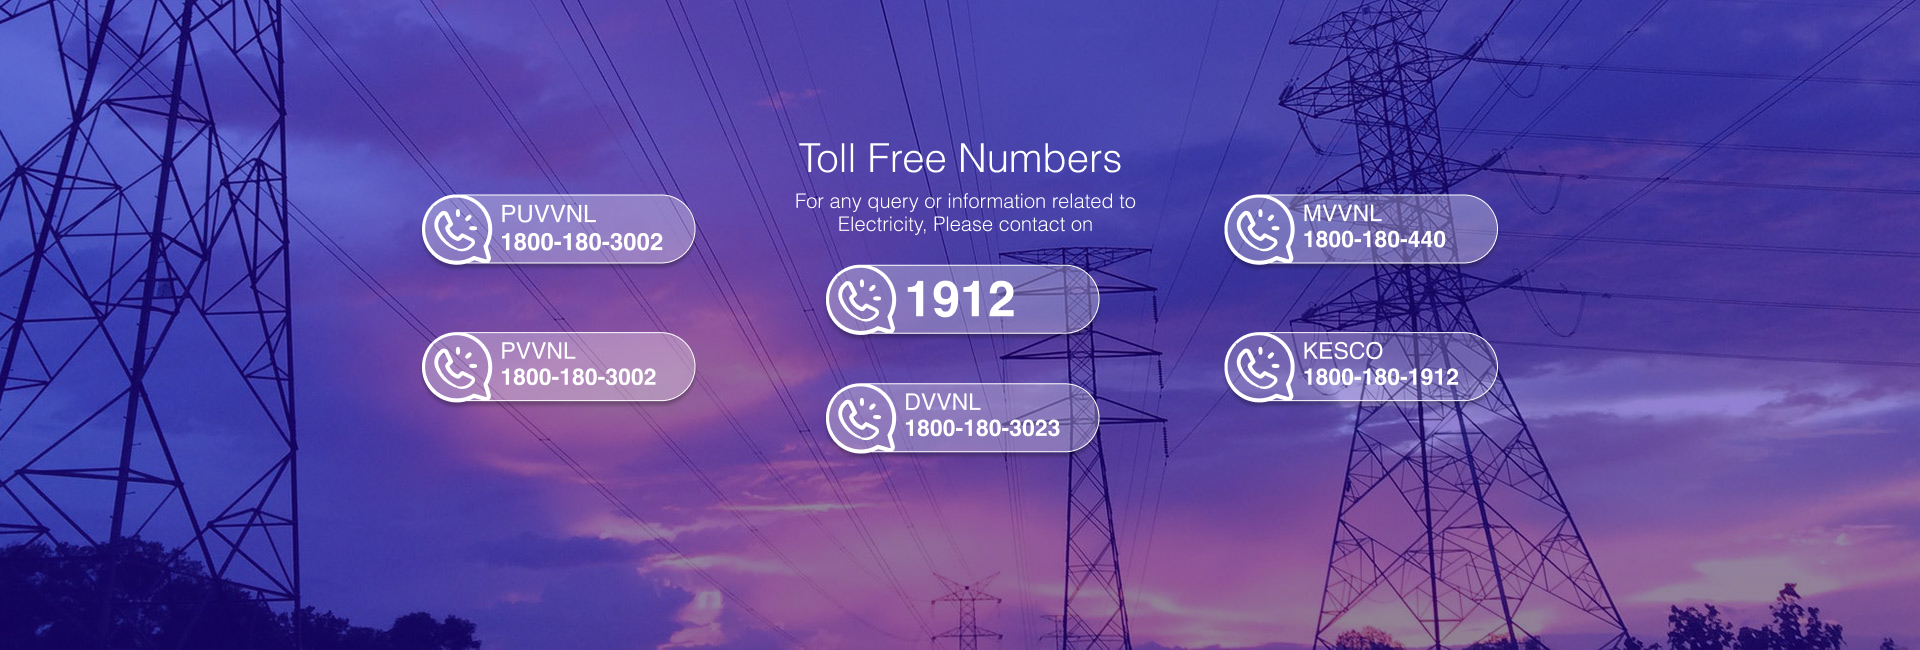 Toll Free Numbers
For any query or information related to
Electricity, Please contact on
1912
PUVVNL
1800-180-3002
MVVNL
1800-180-440
PVVNL
1800-180-3002
KESCO
1800-180-1912
DVVNL
1800-180-3023